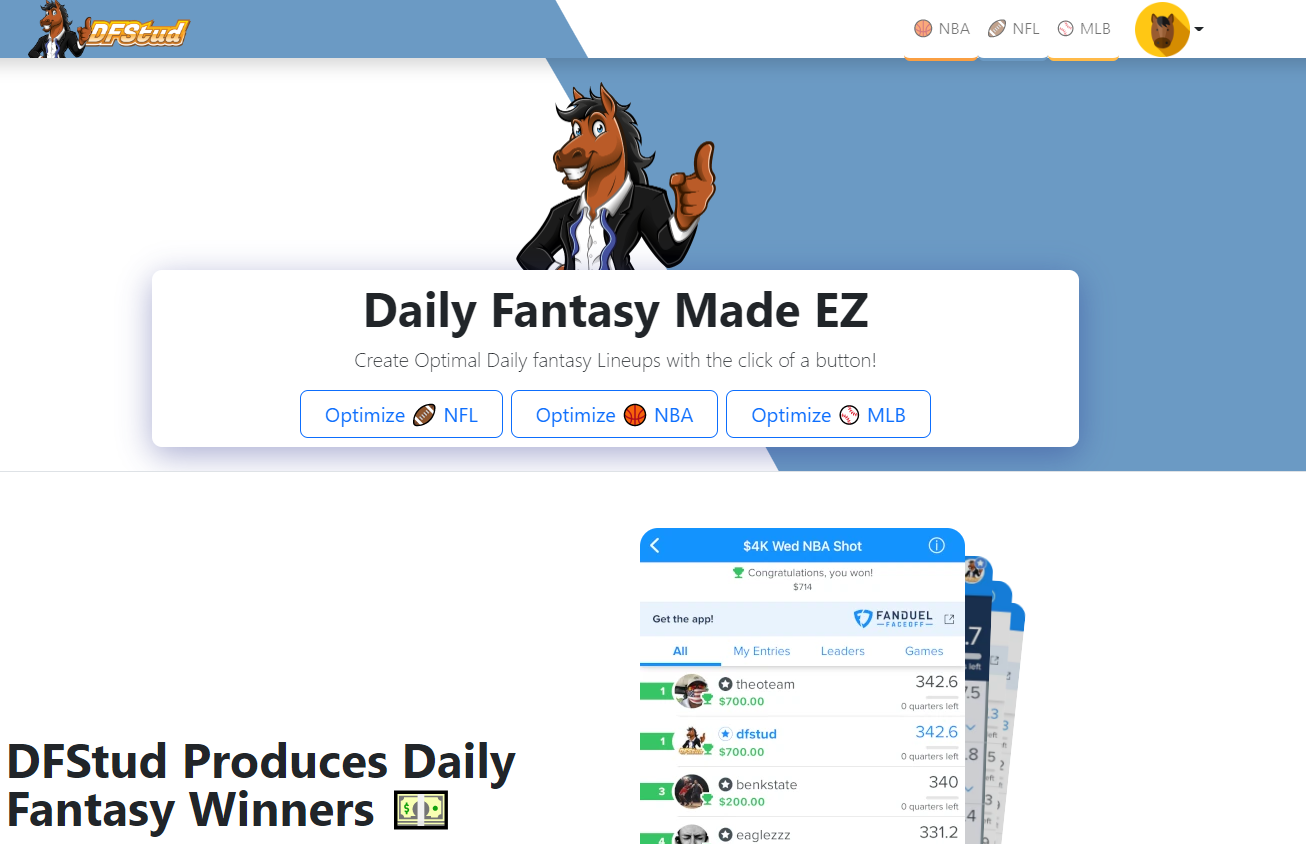 DFStud
NBA
NFL
MLB
Daily Fantasy Made EZ
Create Optimal Daily fantasy Lineups with the click of a button!
Optimize NFL
Optimize NBA
Optimize MLB
DFStud Produces Daily
Fantasy Winners
$4K Wed NBA Shot
Congratulations, you won!
$714
Get the app!
FANDUEL
FACEOFF
All
My Entries
Leaders
Games
1
theoteam
$700.00
342.6
0 quarters left
1
dfstud
$700.00
342.6
0 quarters left
3
benkstate
$200.00
340
0 quarters left
4
eaglezzz
331.2